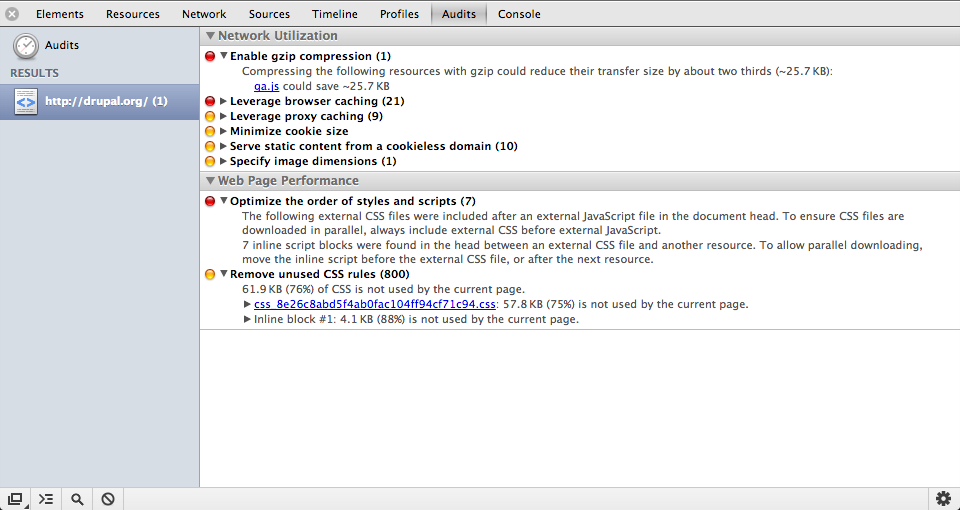 Elements Resources Network Sources Timeline Profiles Audits Console
Audits
RESULTS
http://drupal.org/ (1)
Network Utilization
Enable gzip compression (1)
Compressing the following resources with gzip could reduce their transfer size by about two thirds (~25.7 KB):
ga.js could save ~25.7 KB
Leverage browser caching (21)
Leverage proxy caching (9)
Minimize cookie size
Serve static content from a cookieless domain (10)
Specify image dimensions (1)
Web Page Performance
Optimize the order of styles and scripts (7)
The following external CSS files were included after an external JavaScript file in the document head. To ensure CSS files are
downloaded in parallel, always include external CSS before external JavaScript.
7 inline script blocks were found in the head between an external CSS file and another resource. To allow parallel downloading,
move the inline script before the external CSS file, or after the next resource.
Remove unused CSS rules (800)
61.9 KB (76%) of CSS is not used by the current page.
css_8e26c8abd5f4ab0fac104ff94cf71c94.css: 57.8 KB (75%) is not used by the current page.
Inline block #1: 4.1 KB (88%) is not used by the current page.